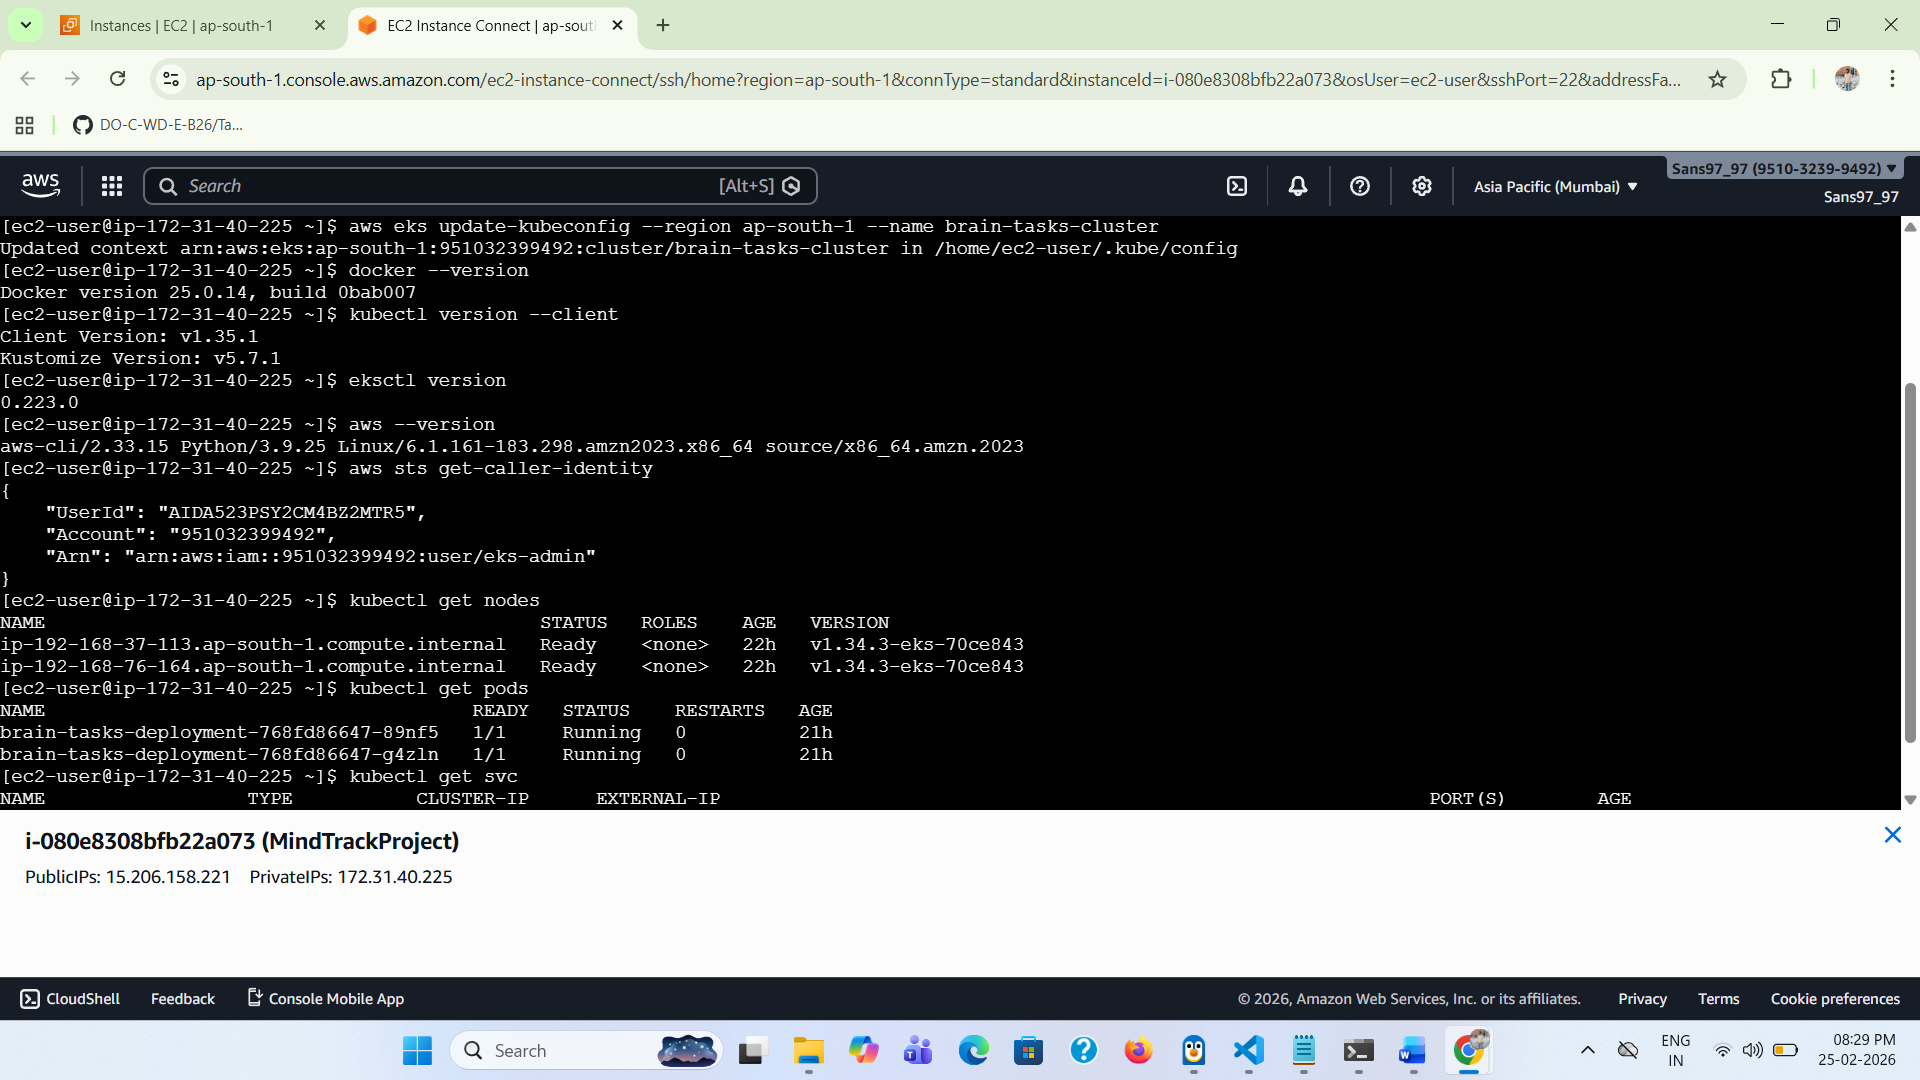 Instances | EC2 | ap-south-1
EC2 Instance Connect | ap-sout
ap-south-1.console.aws.amazon.com/ec2-instance-connect/ssh/home?region=ap-south-1&connType=standard&instanceId=i-080e8308bfb22a073&osUser=ec2-user&sshPort=22&addressFa...
DO-C-WD-E-B26/Ta...
aws
Search
[Alt+S]
Asia Pacific (Mumbai)
Sans97_97 (9510-3239-9492)
Sans97_97
[ec2-user@ip-172-31-40-225 ~]$ aws eks update-kubeconfig --region ap-south-1 --name brain-tasks-cluster
Updated context arn:aws:eks:ap-south-1:951032399492:cluster/brain-tasks-cluster in /home/ec2-user/.kube/config
[ec2-user@ip-172-31-40-225 ~]$ docker --version
Docker version 25.0.14, build 0bab007
[ec2-user@ip-172-31-40-225 ~]$ kubectl version --client
Client Version: v1.35.1
Kustomize Version: v5.7.1
[ec2-user@ip-172-31-40-225 ~]$ eksctl version
0.223.0
[ec2-user@ip-172-31-40-225 ~]$ aws --version
aws-cli/2.33.15 Python/3.9.25 Linux/6.1.161-183.298.amzn2023.x86_64 source/x86_64.amzn.2023
[ec2-user@ip-172-31-40-225 ~]$ aws sts get-caller-identity
{
    "UserId": "AIDA523PSY2CM4BZ2MTR5",
    "Account": "951032399492",
    "Arn": "arn:aws:iam::951032399492:user/eks-admin"
}
[ec2-user@ip-172-31-40-225 ~]$ kubectl get nodes
NAME STATUS ROLES AGE VERSION
ip-192-168-37-113.ap-south-1.compute.internal Ready <none> 22h v1.34.3-eks-70ce843
ip-192-168-76-164.ap-south-1.compute.internal Ready <none> 22h v1.34.3-eks-70ce843
[ec2-user@ip-172-31-40-225 ~]$ kubectl get pods
NAME READY STATUS RESTARTS AGE
brain-tasks-deployment-768fd86647-89nf5 1/1 Running 0 21h
brain-tasks-deployment-768fd86647-g4zln 1/1 Running 0 21h
[ec2-user@ip-172-31-40-225 ~]$ kubectl get svc
NAME TYPE CLUSTER-IP EXTERNAL-IP PORT(S) AGE
i-080e8308bfb22a073 (MindTrackProject)
PublicIPs: 15.206.158.221 PrivateIPs: 172.31.40.225
CloudShell
Feedback
Console Mobile App
© 2026, Amazon Web Services, Inc. or its affiliates.
Privacy
Terms
Cookie preferences
Search
ENG
IN
08:29 PM
25-02-2026